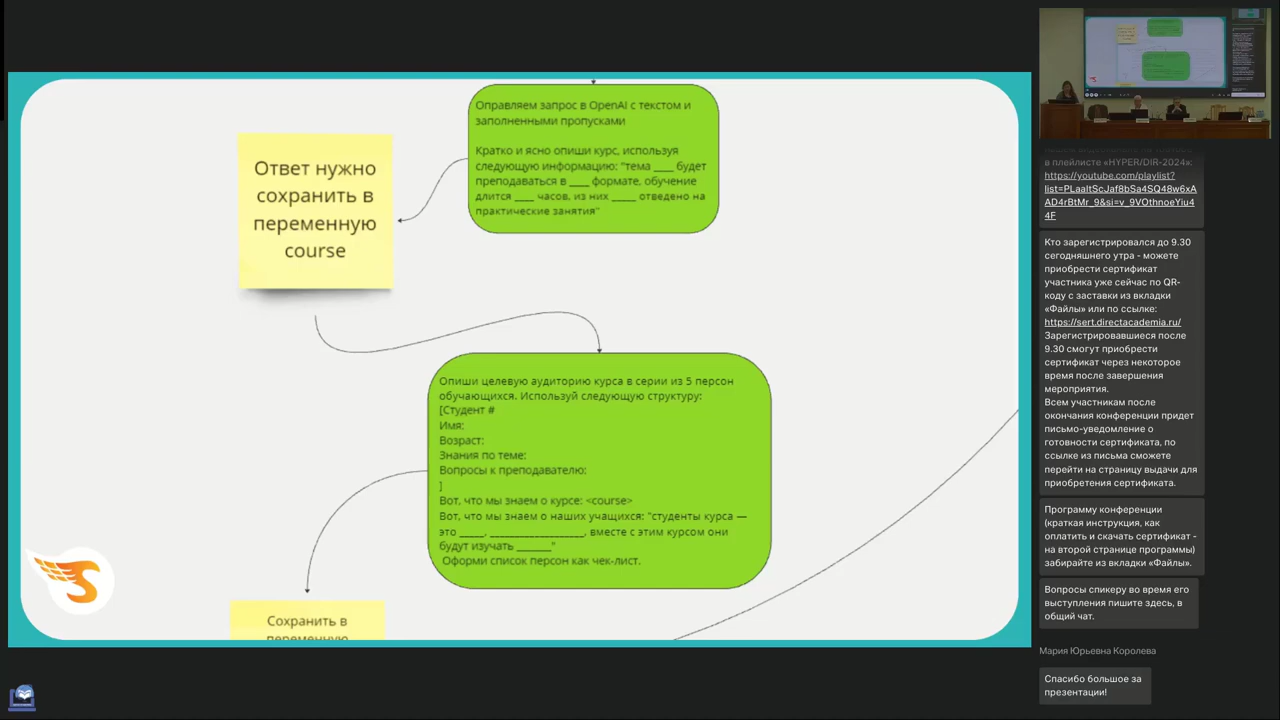 Оправляем запрос в OpenAI с текстом и
заполненными пропусками
Кратко и ясно опиши курс, используя
следующую информацию: "тема ____ будет
преподаваться в ____ формате, обучение
длится ____ часов, из них _____ отведено на
практические занятия"
Ответ нужно
сохранить в
переменную
course
Опиши целевую аудиторию курса в серии из 5 персон
обучающихся. Используй следующую структуру:
[Студент #
Имя:
Возраст:
Знания по теме:
Вопросы к преподавателю:
]
Вот, что мы знаем о курсе: <course>
Вот, что мы знаем о наших учащихся: "студенты курса —
это _____, ___________________, вместе с этим курсом они
будут изучать _______"
Оформи список персон как чек-лист.
Сохранить в
переменную
в плейлисте «HYPER/DIR-2024»:
https://youtube.com/playlist?
list=PLaaltScJaf8bSa4SQ48w6xA
AD4rBtMr_9&si=v_9VOthnoeYiu4
4F
Кто зарегистрировался до 9.30
сегодняшнего утра - можете
приобрести сертификат
участника уже сейчас по QR-
коду с заставки из вкладки
«Файлы» или по ссылке:
https://sert.directacademia.ru/
Зарегистрировавшиеся после
9.30 смогут приобрести
сертификат через некоторое
время после завершения
мероприятия.
Всем участникам после
окончания конференции придет
письмо-уведомление о
готовности сертификата, по
ссылке из письма сможете
перейти на страницу выдачи для
приобретения сертификата.
Программу конференции
(краткая инструкция, как
оплатить и скачать сертификат -
на второй странице программы)
забирайте из вкладки «Файлы».
Вопросы спикеру во время его
выступления пишите здесь, в
общий чат.
Мария Юрьевна Королева
Спасибо большое за
презентации!